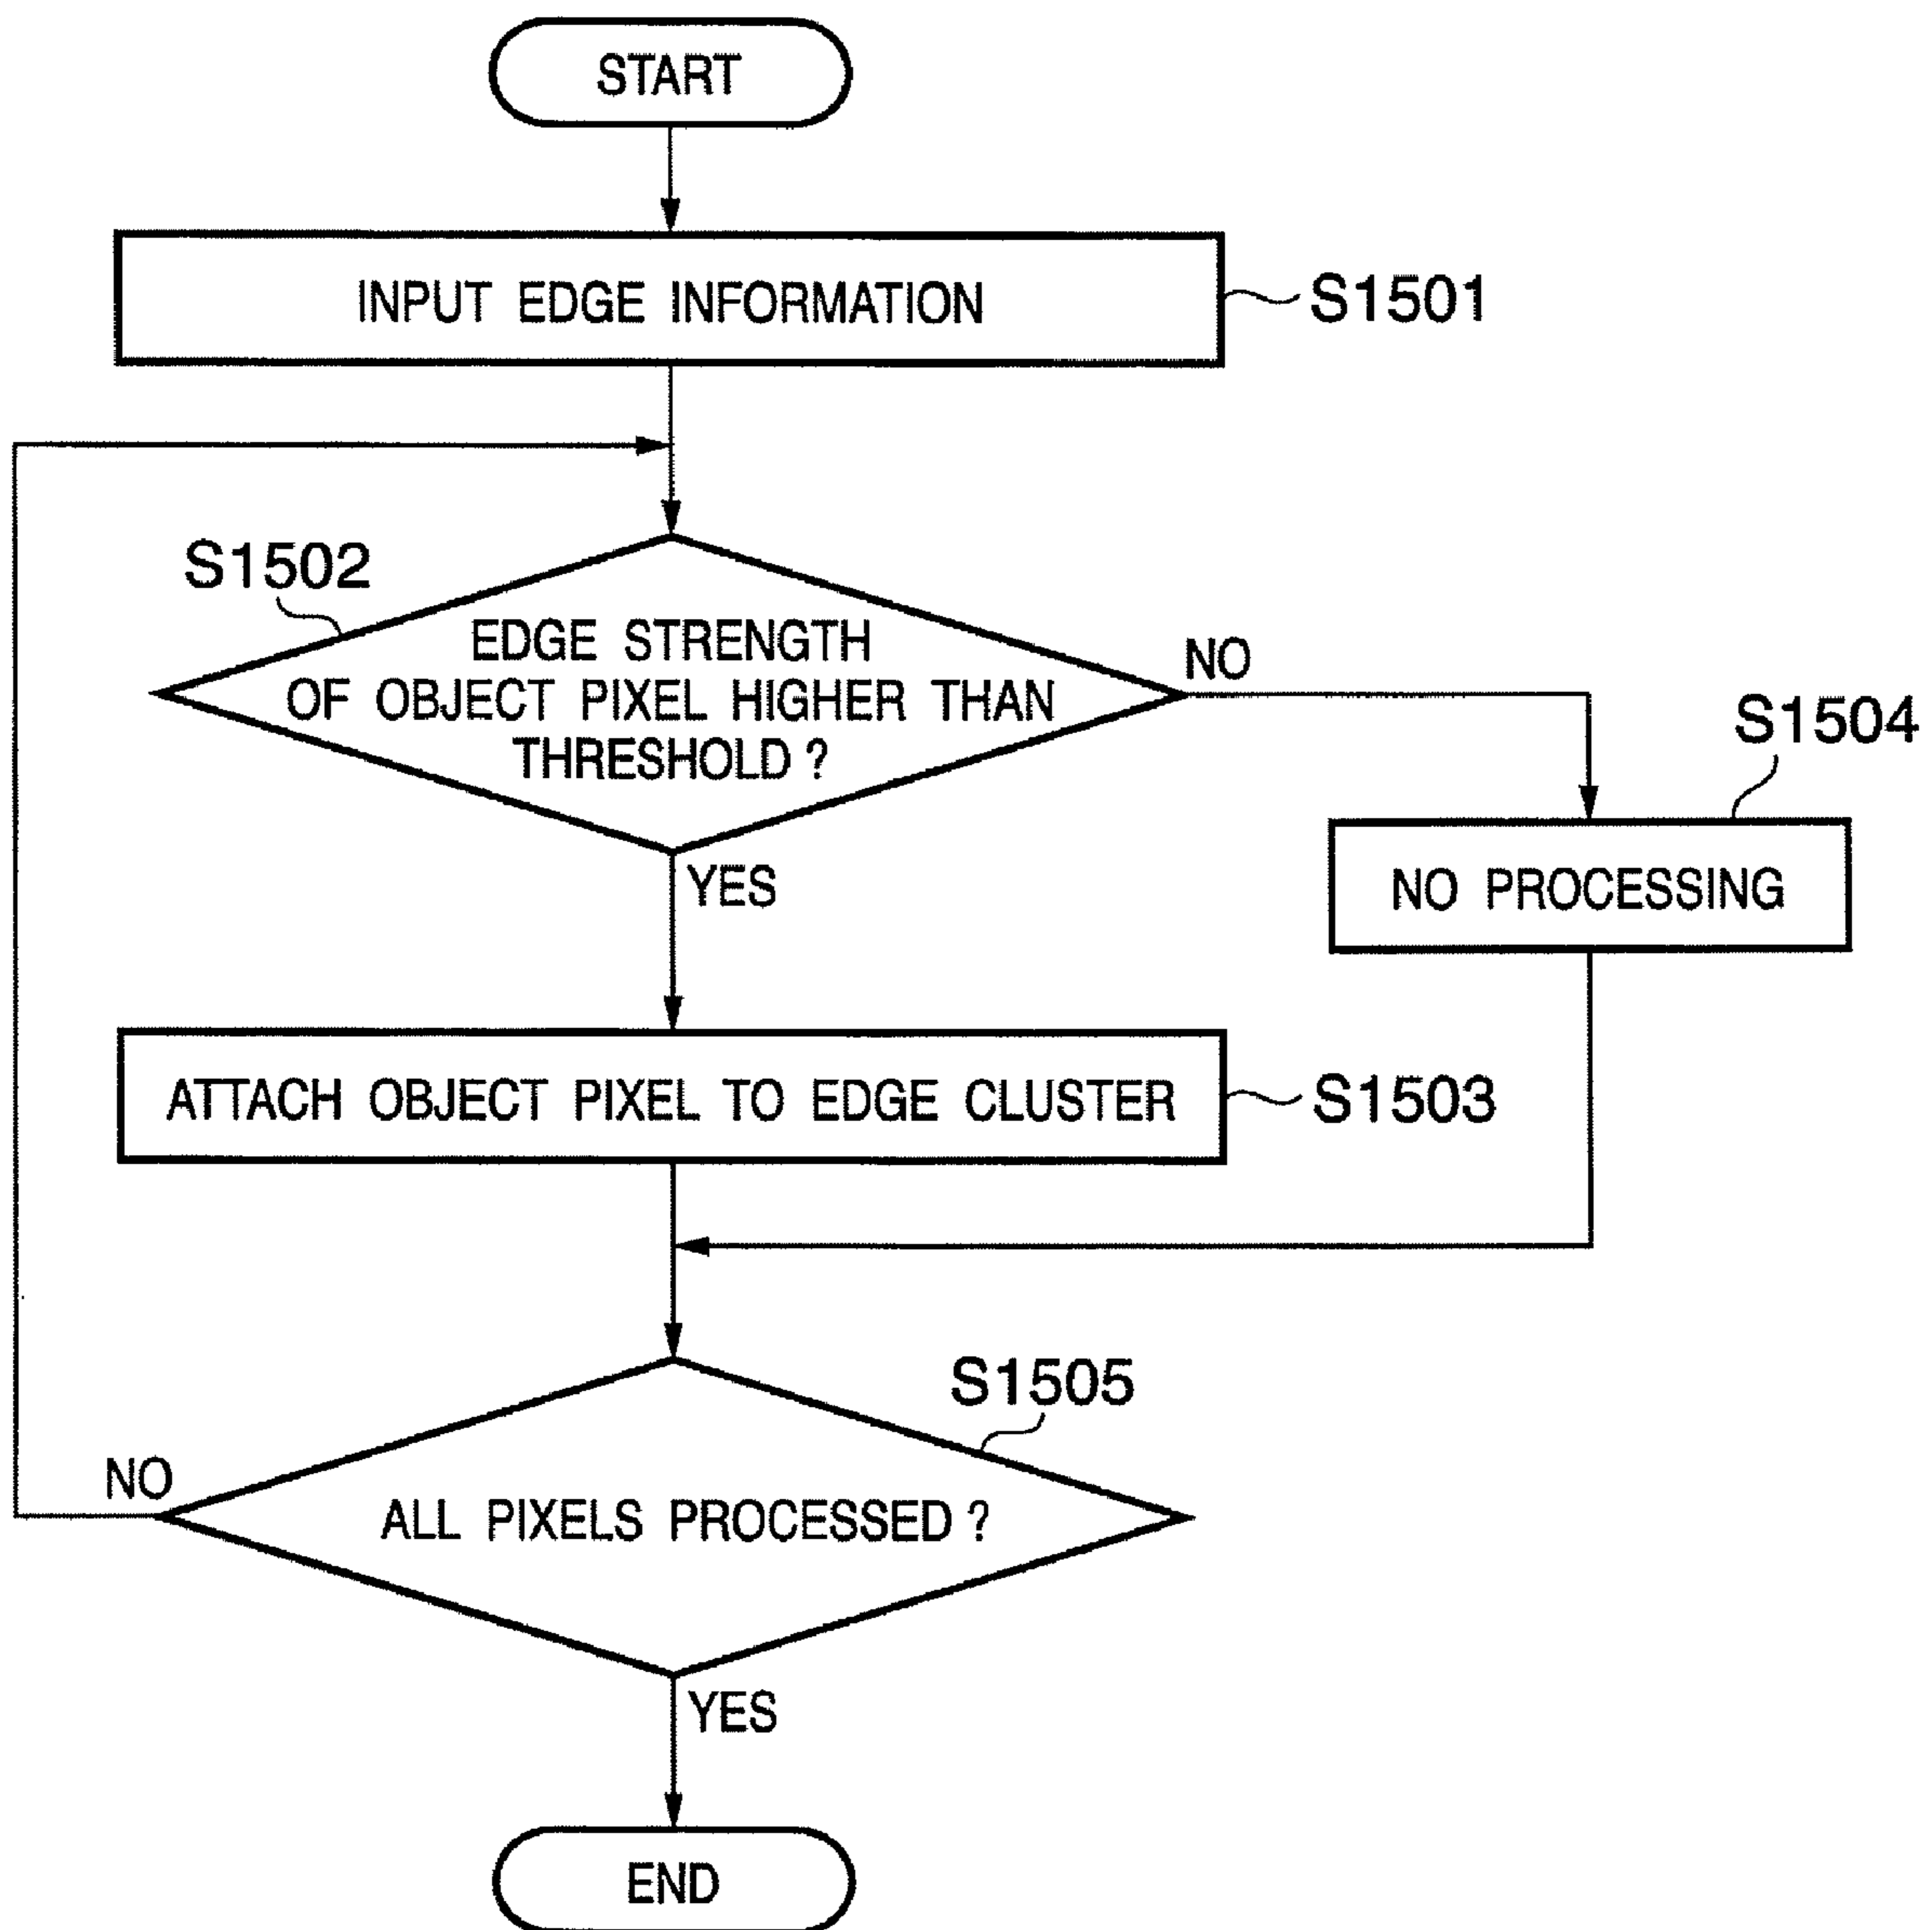 START
INPUT EDGE INFORMATION
S1501
S1502
EDGE STRENGTH
OF OBJECT PIXEL HIGHER THAN
THRESHOLD ?
NO
S1504
YES
NO PROCESSING
ATTACH OBJECT PIXEL TO EDGE CLUSTER
S1503
S1505
NO
ALL PIXELS PROCESSED ?
YES
END